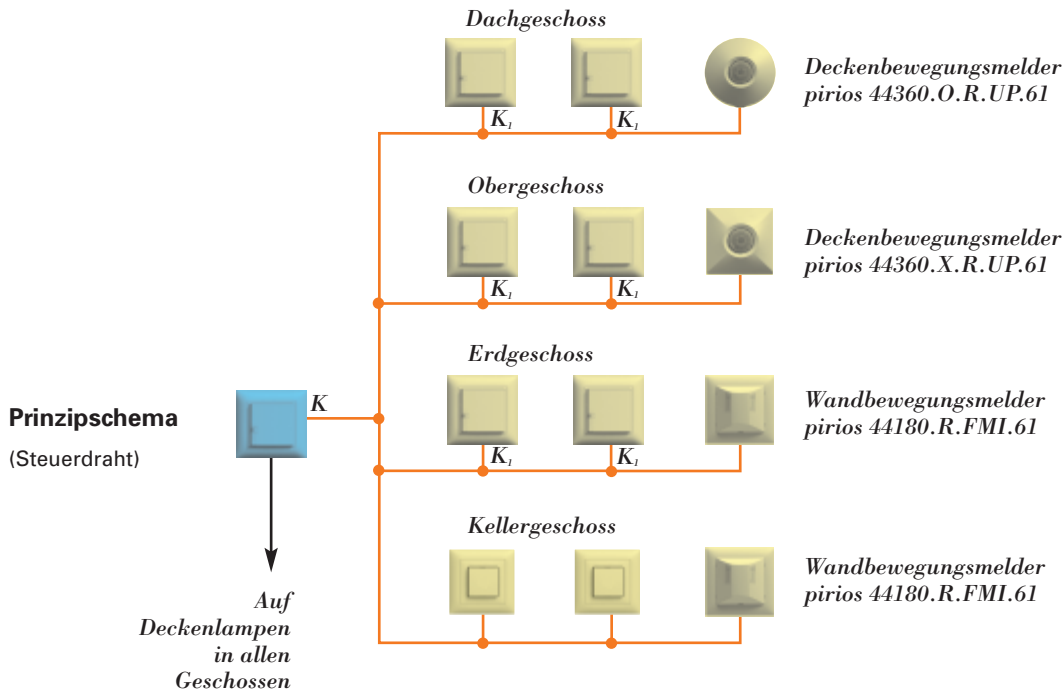 Dachgeschoss
Deckenbewegungsmelder
pirios 44360.O.R.UP.61
K₁
K₁
Obergeschoss
Deckenbewegungsmelder
pirios 44360.X.R.UP.61
K₁
K₁
Erdgeschoss
Prinzipschema
(Steuerdraht)
K
Wandbewegungsmelder
pirios 44180.R.FMI.61
K₁
K₁
Kellergeschoss
Wandbewegungsmelder
pirios 44180.R.FMI.61
Auf
Deckenlampen
in allen
Geschossen